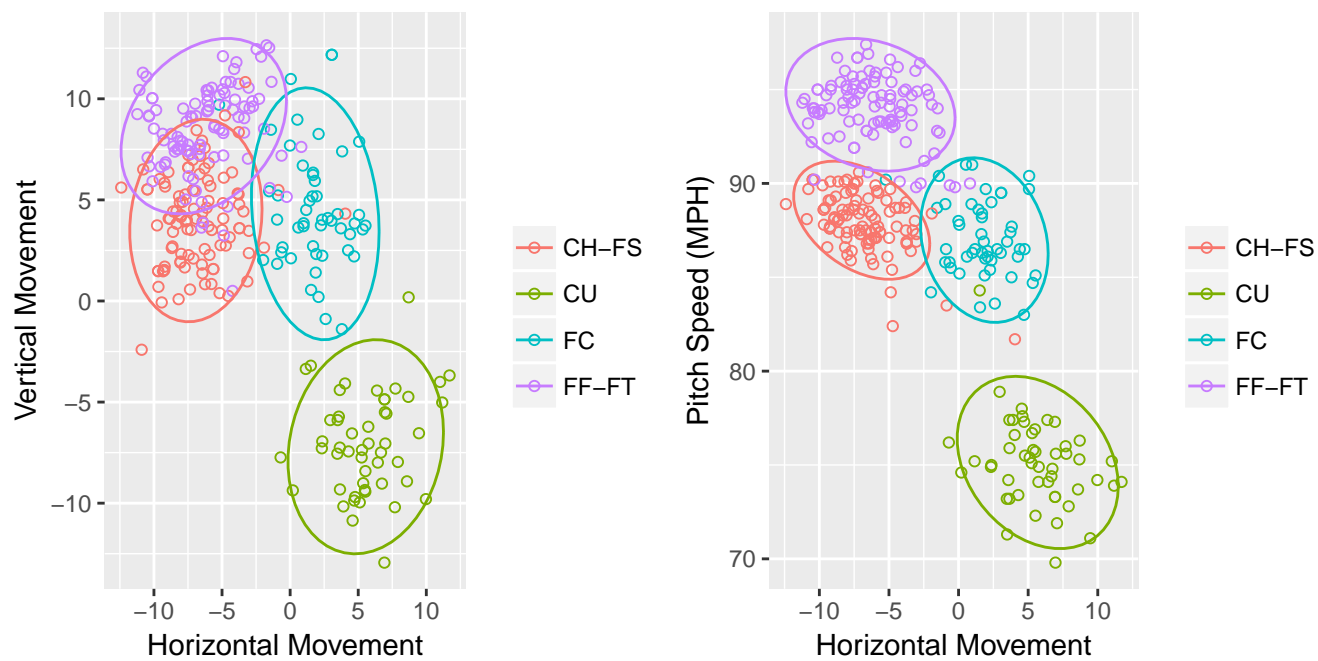 Vertical Movement
10
5
0
−5
−10
−10 −5 0 5 10
Horizontal Movement
CH−FS
CU
FC
FF−FT
Pitch Speed (MPH)
90
80
70
−10 −5 0 5 10
Horizontal Movement
CH−FS
CU
FC
FF−FT